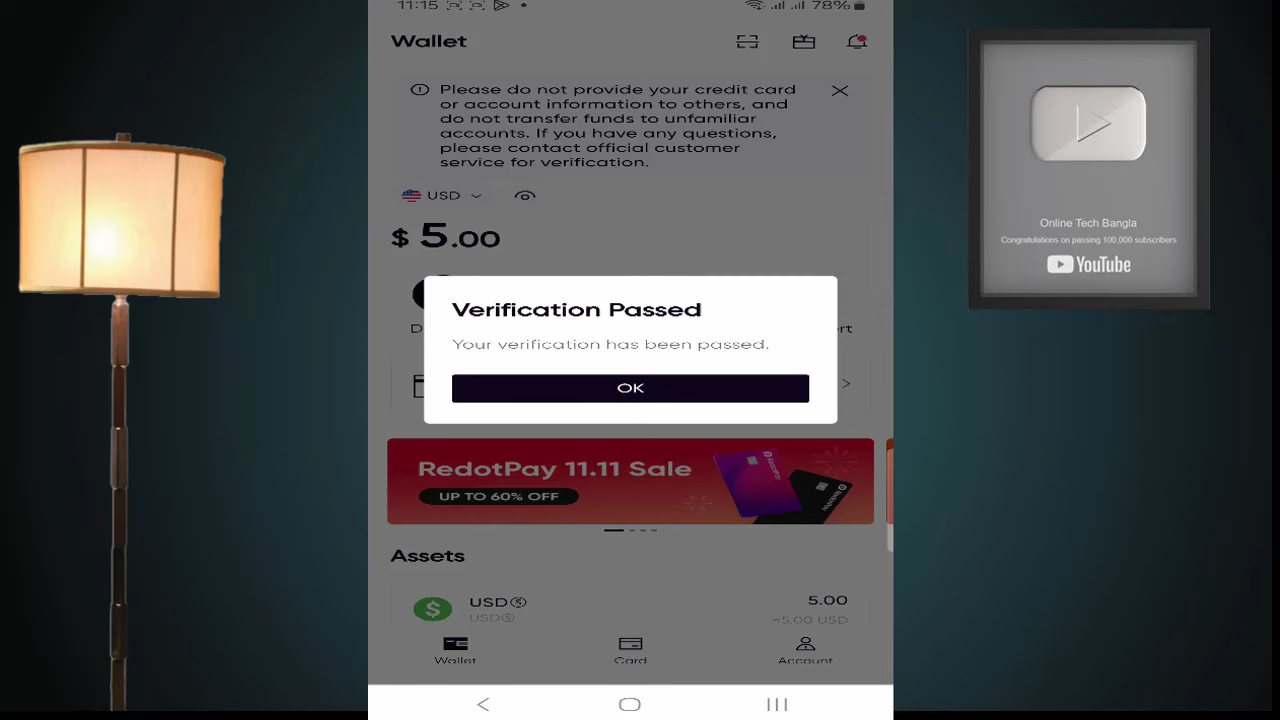 11:15
78%
Wallet
Please do not provide your credit card
or account information to others, and
do not transfer funds to unfamiliar
accounts. If you have any questions,
please contact official customer
service for verification.
USD
$ 5.00
D
rt
Verification Passed
Your verification has been passed.
OK
RedotPay 11.11 Sale
UP TO 60% OFF
RedotPay
Assets
USD
5.00
USD
≈5.00 USD
Wallet
Card
Account
Online Tech Bangla
Congratulations on passing 100,000 subscribers
YouTube